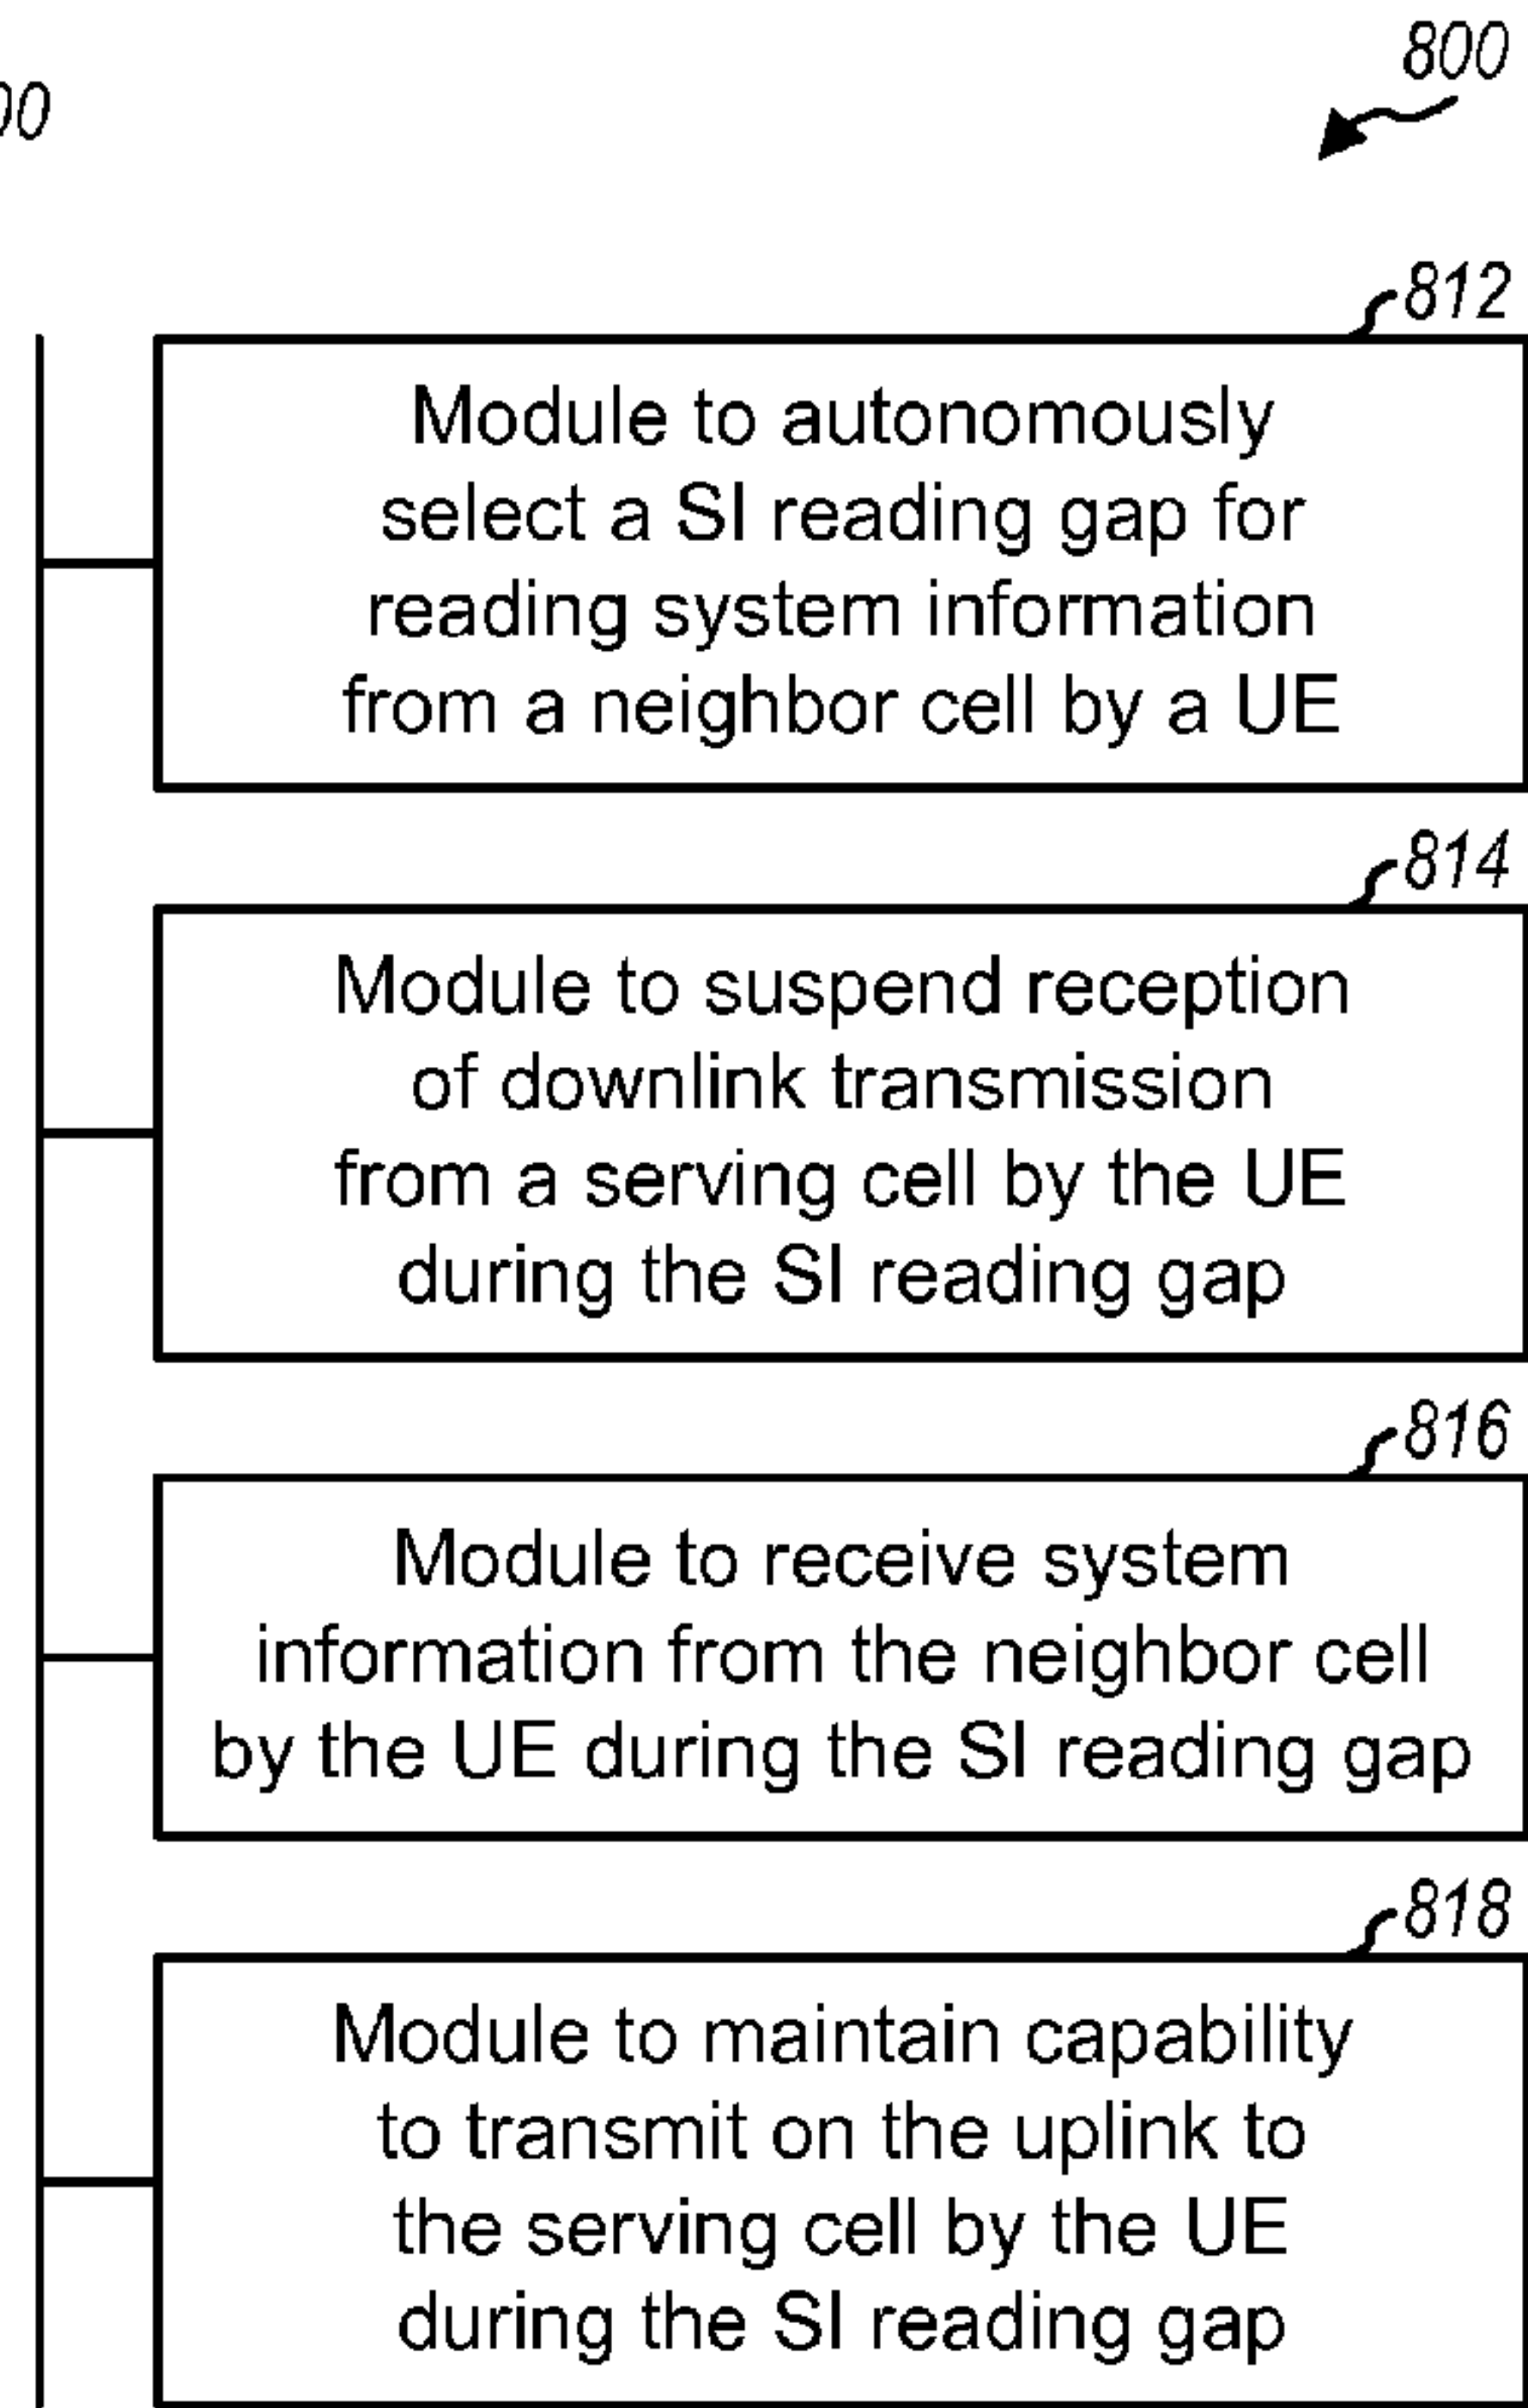 800
00
812
Module to autonomously
select a SI reading gap for
reading system information
from a neighbor cell by a UE
814
Module to suspend reception
of downlink transmission
from a serving cell by the UE
during the SI reading gap
816
Module to receive system
information from the neighbor cell
by the UE during the SI reading gap
818
Module to maintain capability
to transmit on the uplink to
the serving cell by the UE
during the SI reading gap